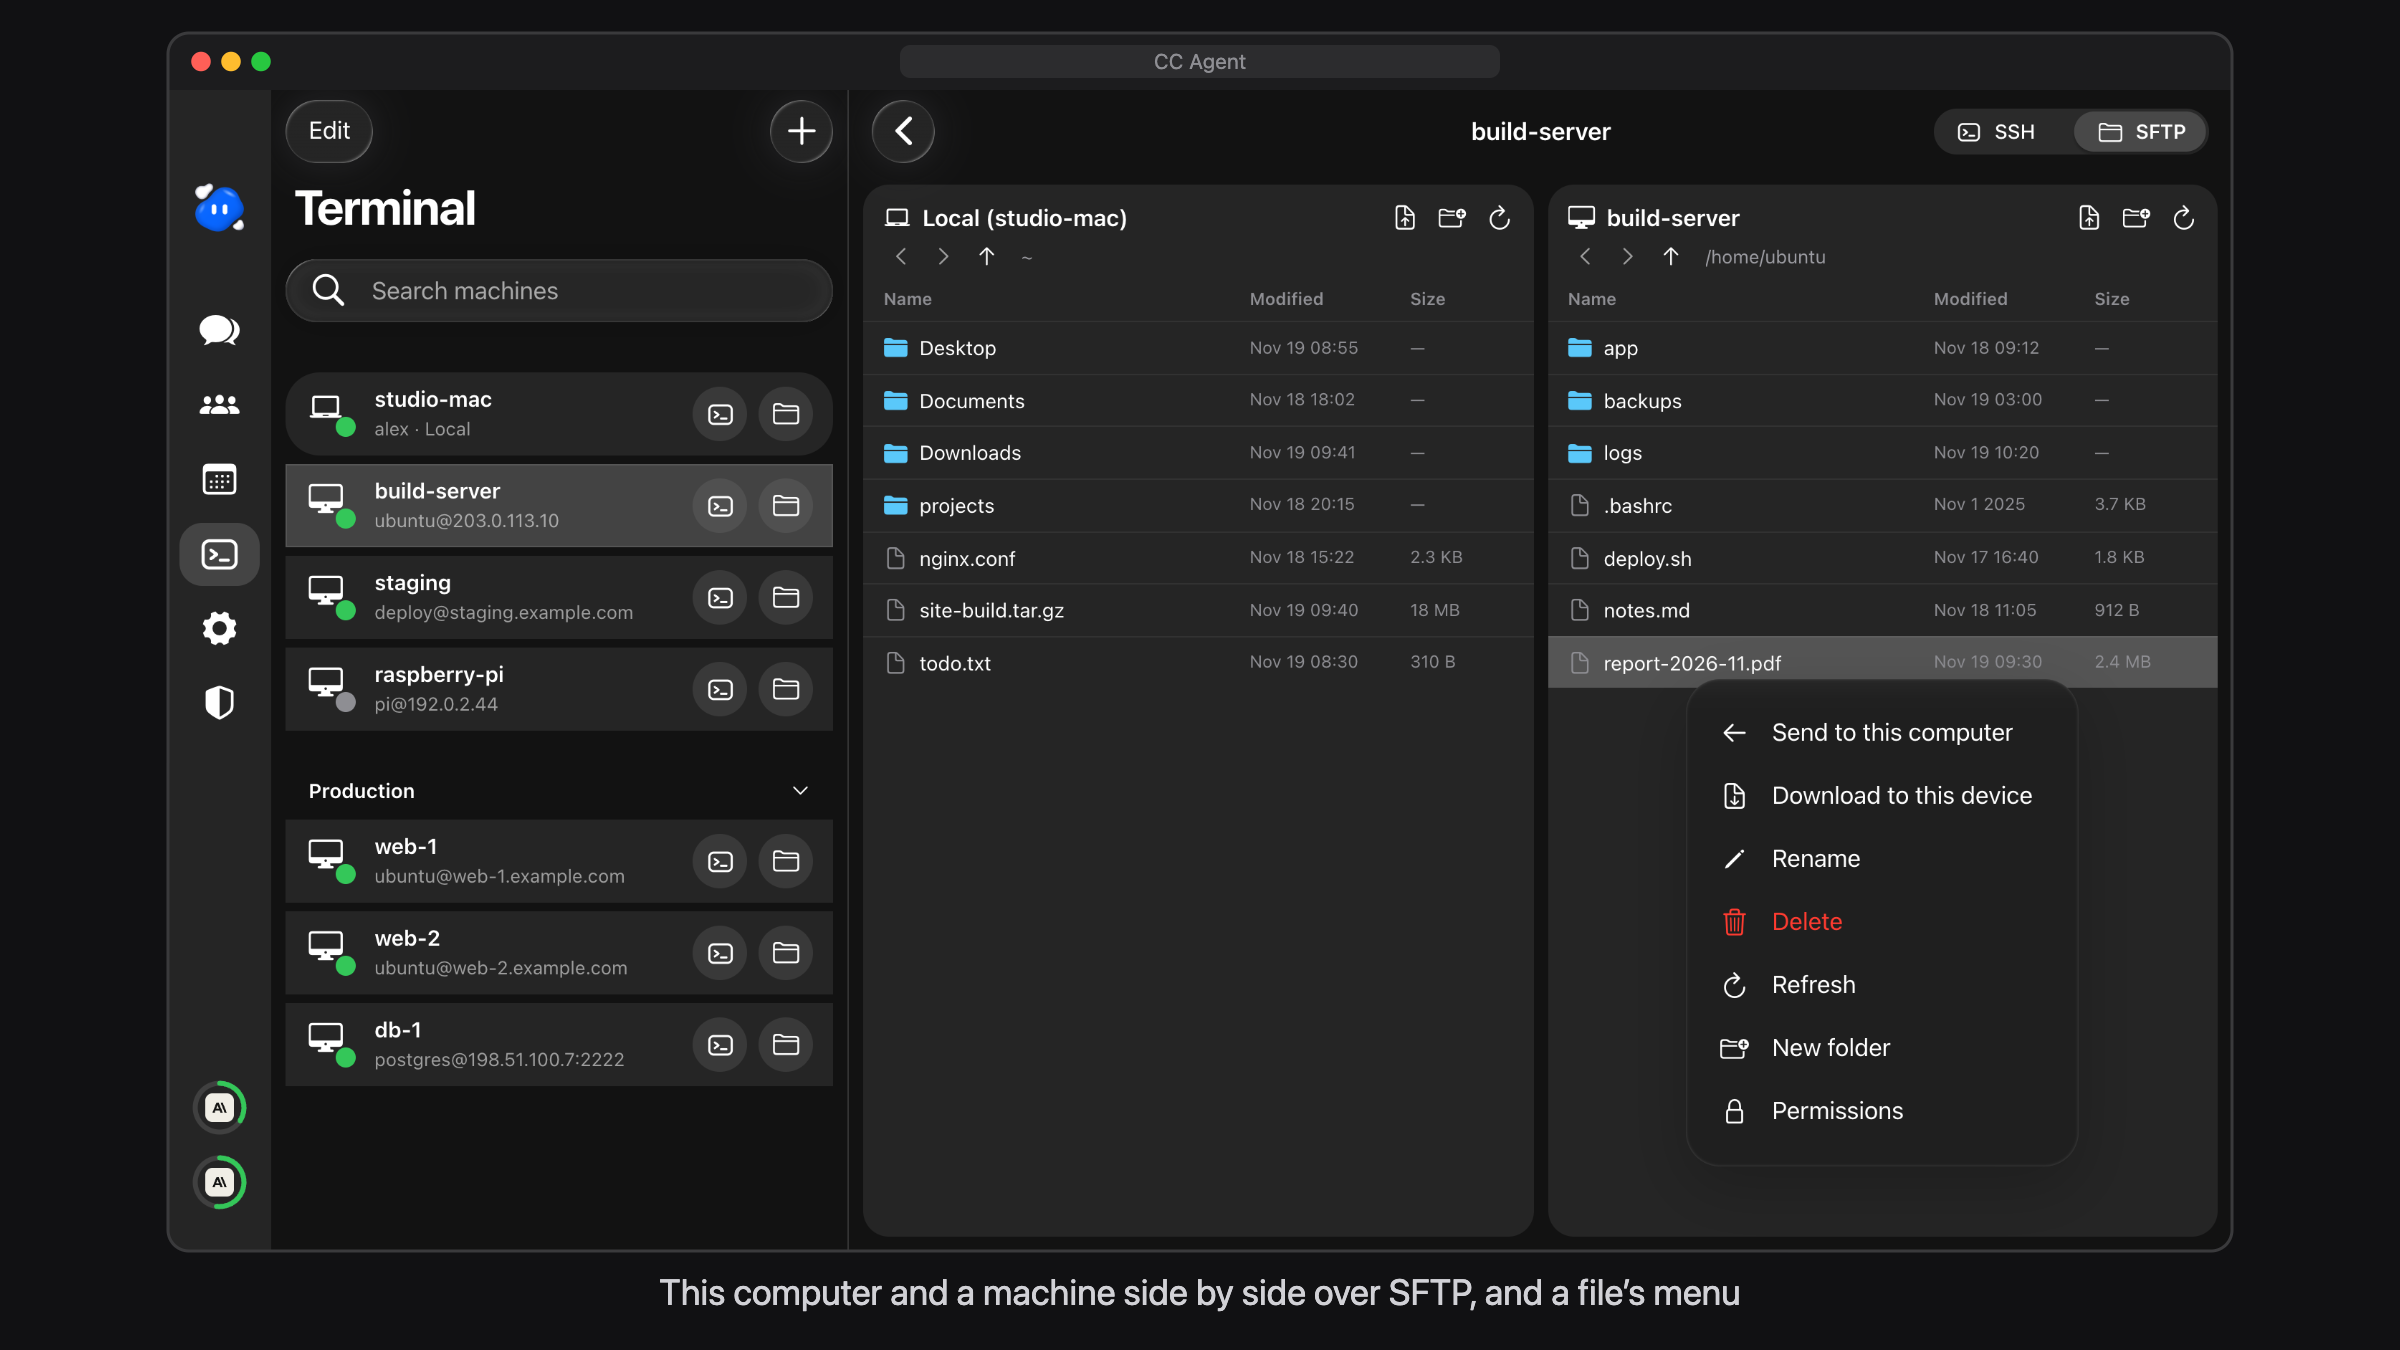 CC Agent
Edit
Terminal
Search machines
studio-mac
alex · Local
build-server
ubuntu@203.0.113.10
staging
deploy@staging.example.com
raspberry-pi
pi@192.0.2.44
Production
web-1
ubuntu@web-1.example.com
web-2
ubuntu@web-2.example.com
db-1
postgres@198.51.100.7:2222
build-server
SSH
SFTP
Local (studio-mac)
~
Name Modified Size
Desktop Nov 19 08:55 —
Documents Nov 18 18:02 —
Downloads Nov 19 09:41 —
projects Nov 18 20:15 —
nginx.conf Nov 18 15:22 2.3 KB
site-build.tar.gz Nov 19 09:40 18 MB
todo.txt Nov 19 08:30 310 B
build-server
/home/ubuntu
Name Modified Size
app Nov 18 09:12 —
backups Nov 19 03:00 —
logs Nov 19 10:20 —
.bashrc Nov 1 2025 3.7 KB
deploy.sh Nov 17 16:40 1.8 KB
notes.md Nov 18 11:05 912 B
report-2026-11.pdf Nov 19 09:30 2.4 MB
Send to this computer
Download to this device
Rename
Delete
Refresh
New folder
Permissions
This computer and a machine side by side over SFTP, and a file’s menu